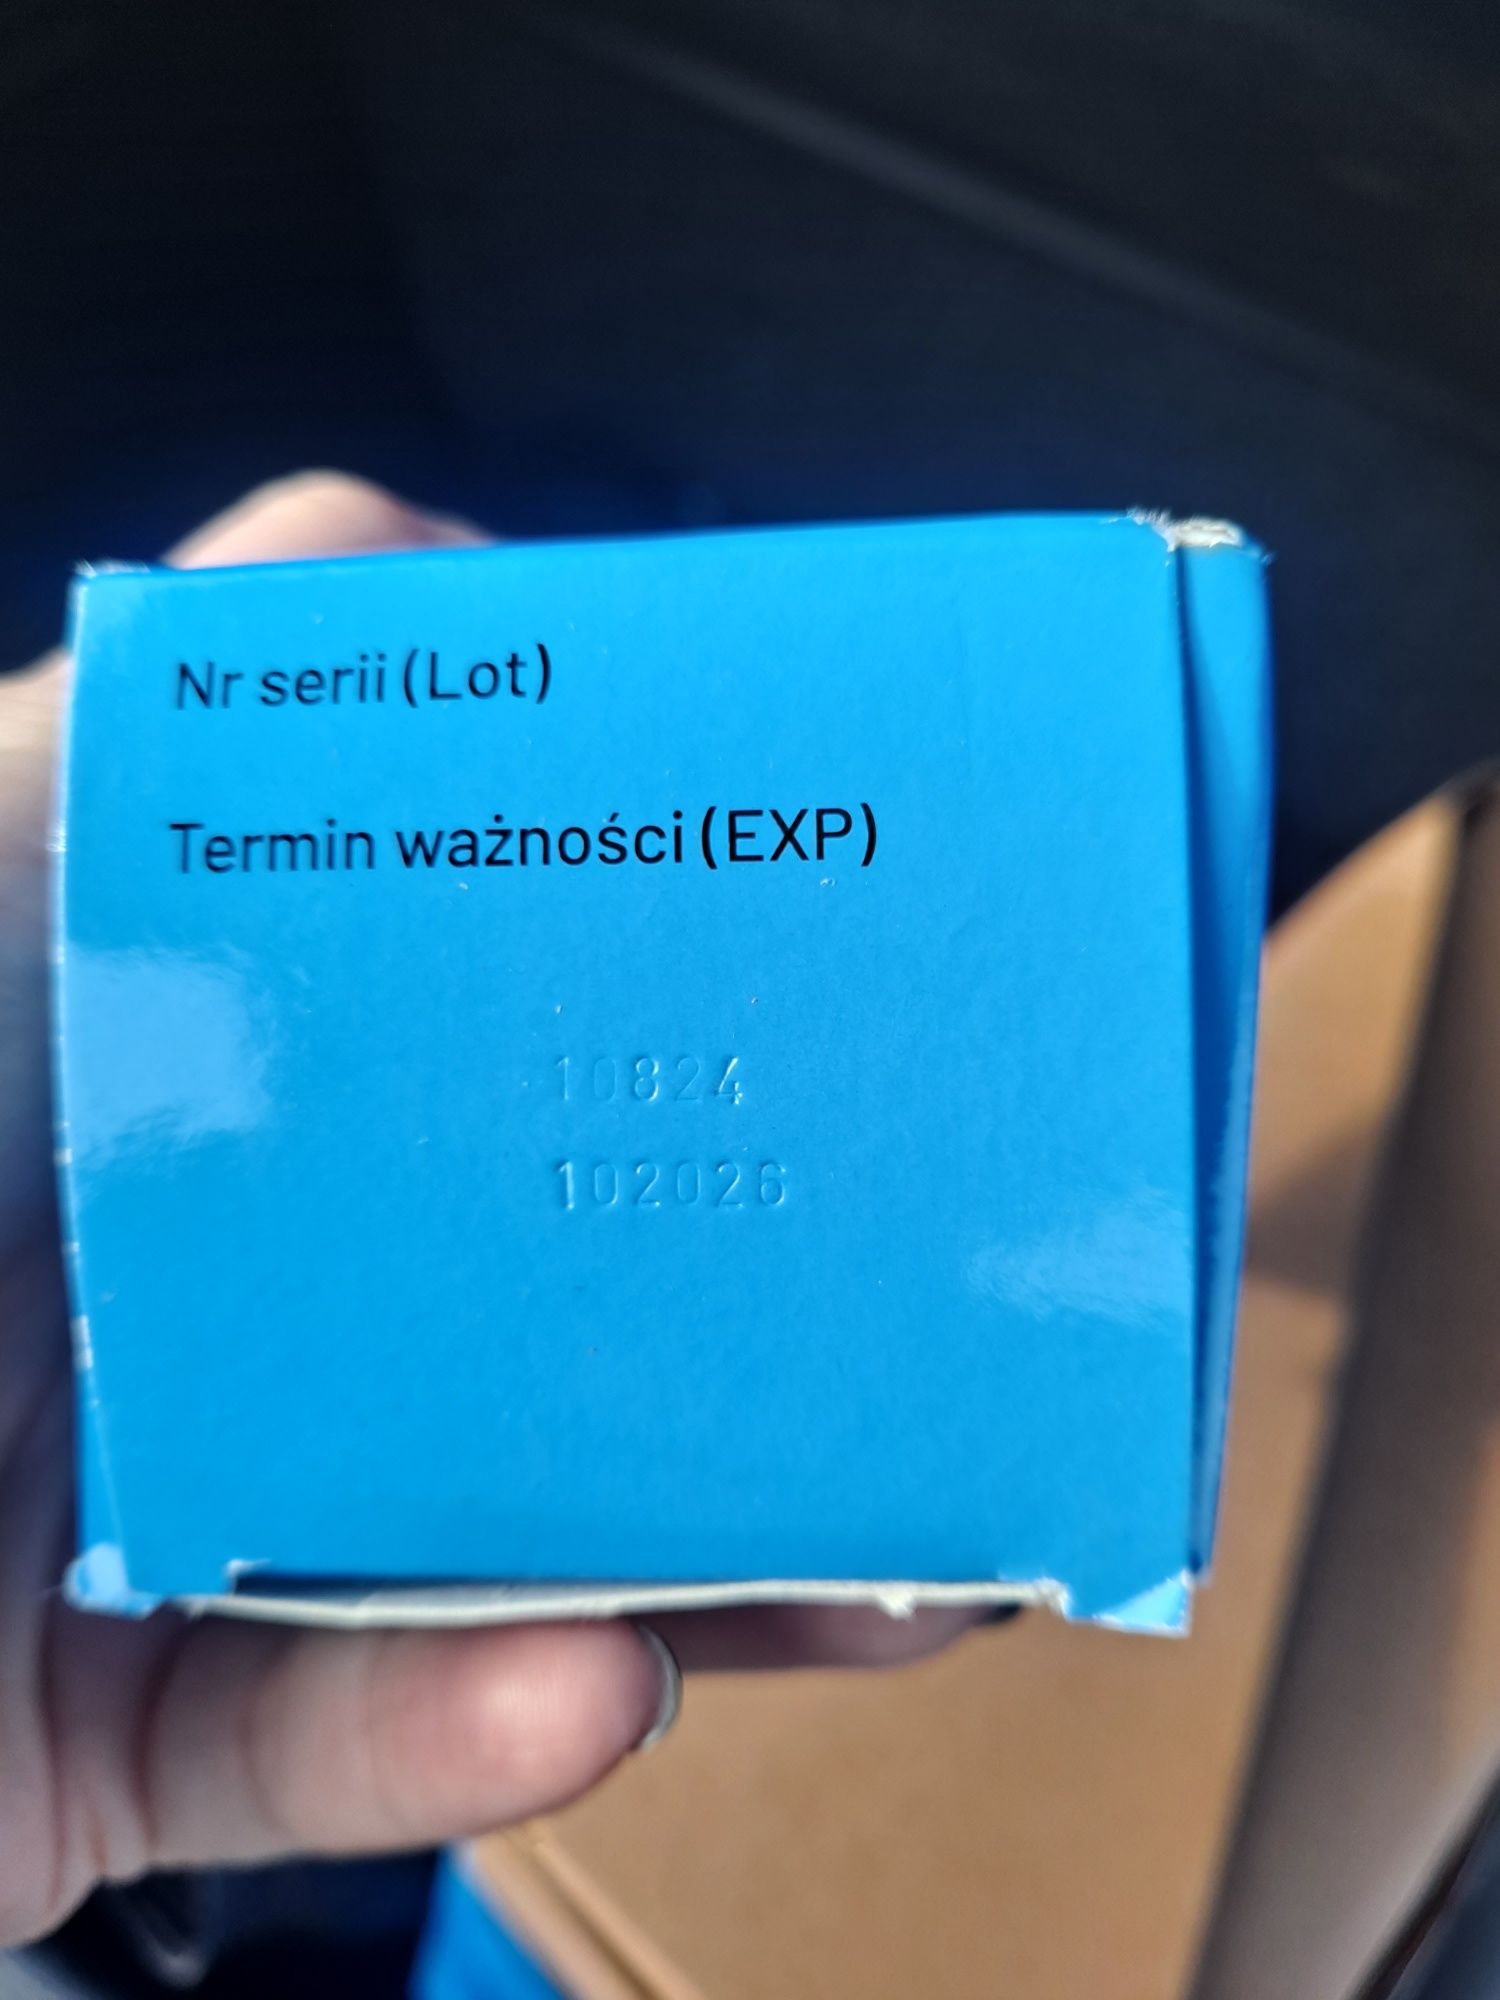 Nr serii (Lot)
Termin ważności (EXP)
10824
102026